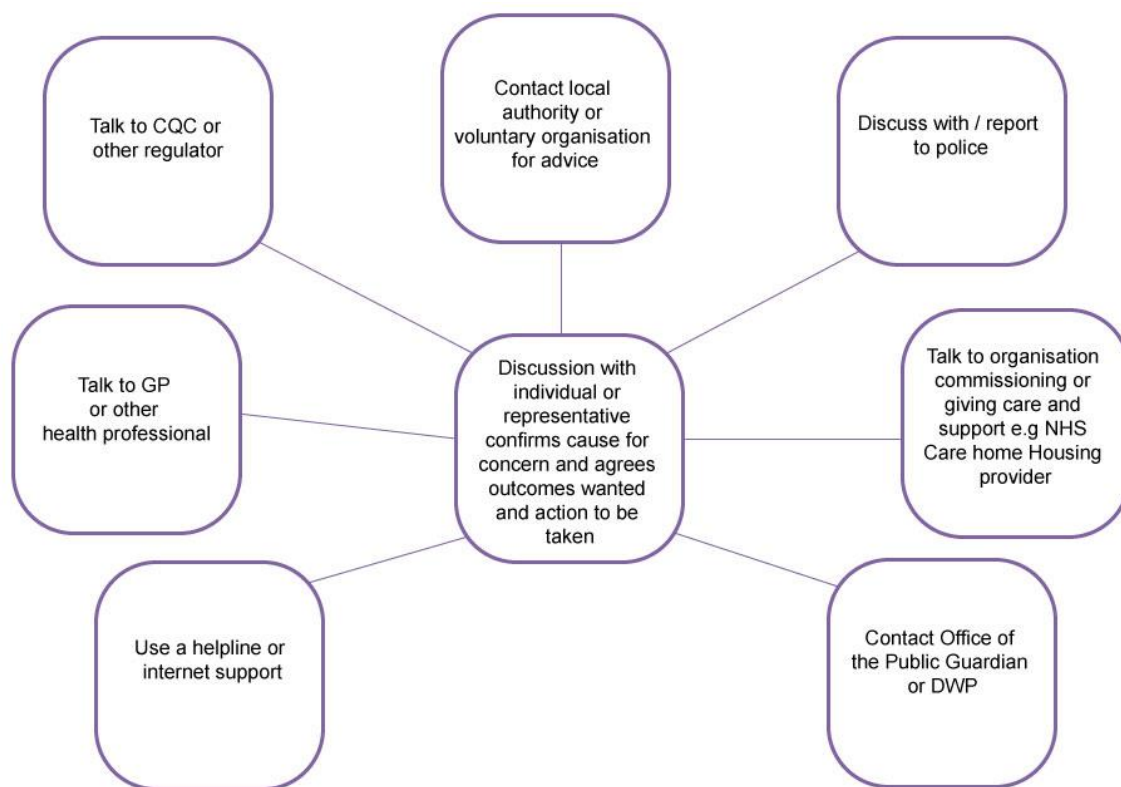 Talk to CQC or
other regulator
Contact local
authority or
voluntary organisation
for advice
Discuss with / report
to police
Talk to GP
or other
health professional
Discussion with
individual or
representative
confirms cause for
concern and agrees
outcomes wanted
and action to be
taken
Talk to organisation
commissioning or
giving care and
support e.g NHS
Care home Housing
provider
Use a helpline or
internet support
Contact Office of
the Public Guardian
or DWP